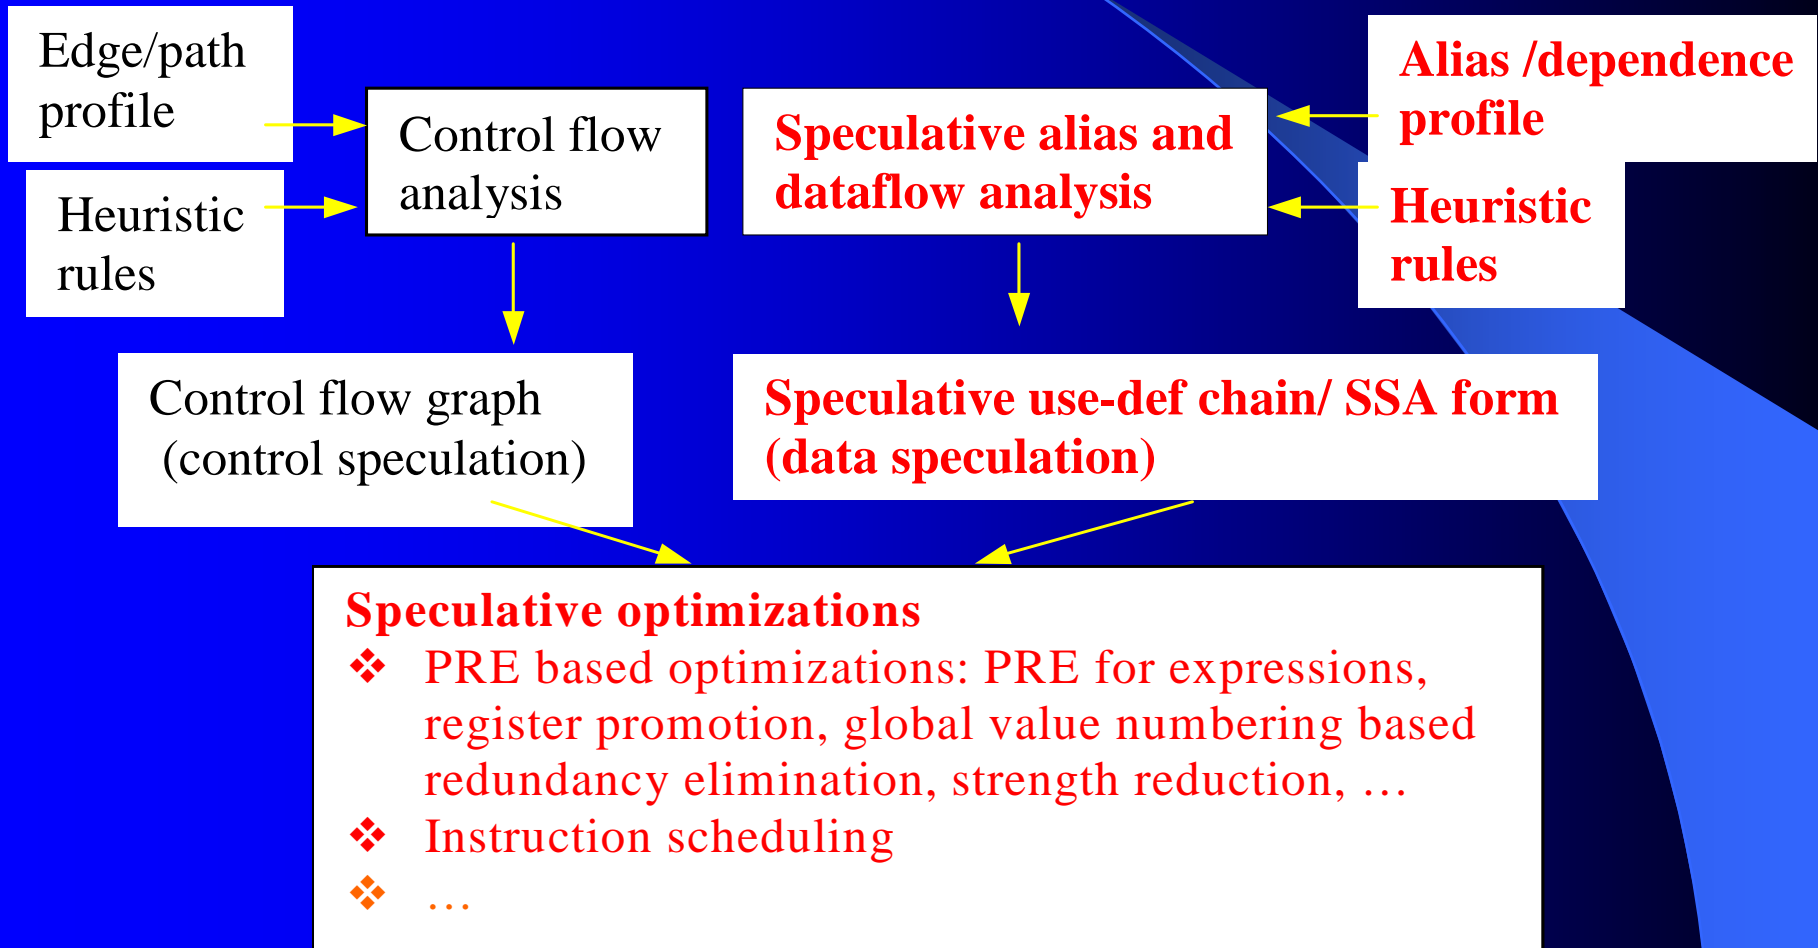 Edge/path
profile
Heuristic
rules
Control flow
analysis
Speculative alias and
dataflow analysis
Alias /dependence
profile
Heuristic
rules
Control flow graph
(control speculation)
Speculative use-def chain/ SSA form
(data speculation)
Speculative optimizations
❖ PRE based optimizations: PRE for expressions,
register promotion, global value numbering based
redundancy elimination, strength reduction, …
❖ Instruction scheduling
❖ …